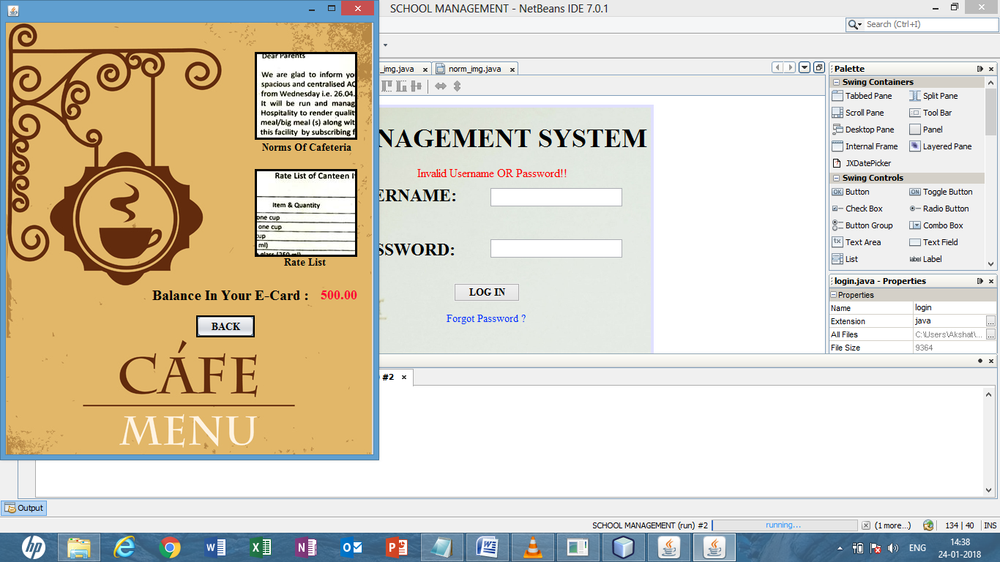 SCHOOL MANAGEMENT - NetBeans IDE 7.0.1
Search (Ctrl+I)
_img.java
norm_img.java
Dear Parents
We are glad to inform yo
spacious and centralised AC
from Wednesday i.e. 26.04.
It will be run and manag
Hospitality to render qualit
meal/big meal (s) along wit
this facility by subscribing f
Norms Of Cafeteria
Rate List of Canteen I
Item & Quantity
one cup
one cup
cup
ml)
Rate List
Balance In Your E-Card : 500.00
BACK
CÁFE
MENU
NAGEMENT SYSTEM
Invalid Username OR Password!!
ERNAME:
SSWORD:
LOG IN
Forgot Password ?
Palette
Swing Containers
Tabbed Pane Split Pane
Scroll Pane Tool Bar
Desktop Pane Panel
Internal Frame Layered Pane
JXDatePicker
Swing Controls
OK Button ON Toggle Button
Check Box Radio Button
Button Group Combo Box
Text Area Text Field
List label Label
login.java - Properties
Properties
Name login
Extension java
All Files C:\Users\Akshat\...
File Size 9364
#2
Output
SCHOOL MANAGEMENT (run) #2 running... (1 more...) 134 | 40 INS
ENG 14:38
24-01-2018